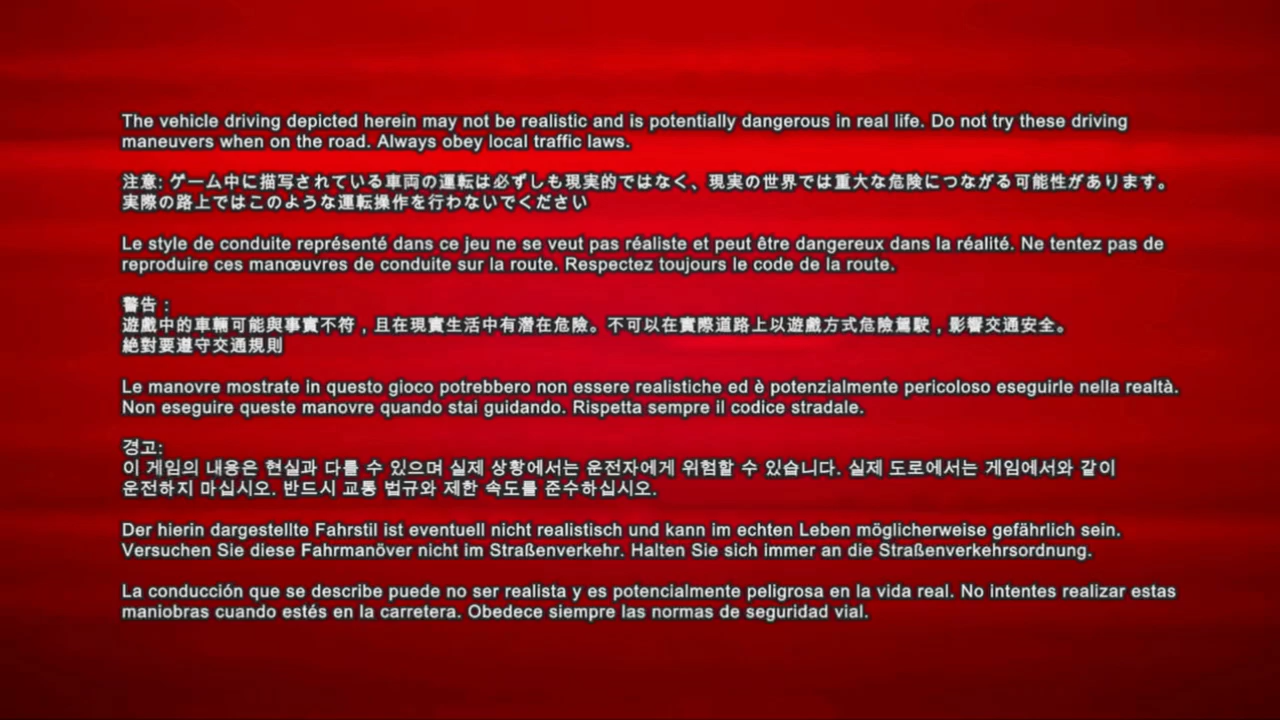 The vehicle driving depicted herein may not be realistic and is potentially dangerous in real life. Do not try these driving
maneuvers when on the road. Always obey local traffic laws.
注意: ゲーム中に描写されている車両の運転は必ずしも現実的ではなく、現実の世界では重大な危険につながる可能性があります。
実際の路上ではこのような運転操作を行わないでください
Le style de conduite représenté dans ce jeu ne se veut pas réaliste et peut être dangereux dans la réalité. Ne tentez pas de
reproduire ces manœuvres de conduite sur la route. Respectez toujours le code de la route.
警告：
遊戲中的車輛可能與事實不符，且在現實生活中有潛在危險。不可以在實際道路上以遊戲方式危險駕駛，影響交通安全。
絕對要遵守交通規則
Le manovre mostrate in questo gioco potrebbero non essere realistiche ed è potenzialmente pericoloso eseguirle nella realtà.
Non eseguire queste manovre quando stai guidando. Rispetta sempre il codice stradale.
경고:
이 게임의 내용은 현실과 다를 수 있으며 실제 상황에서는 운전자에게 위험할 수 있습니다. 실제 도로에서는 게임에서와 같이
운전하지 마십시오. 반드시 교통 법규와 제한 속도를 준수하십시오.
Der hierin dargestellte Fahrstil ist eventuell nicht realistisch und kann im echten Leben möglicherweise gefährlich sein.
Versuchen Sie diese Fahrmanöver nicht im Straßenverkehr. Halten Sie sich immer an die Straßenverkehrsordnung.
La conducción que se describe puede no ser realista y es potencialmente peligrosa en la vida real. No intentes realizar estas
maniobras cuando estés en la carretera. Obedece siempre las normas de seguridad vial.